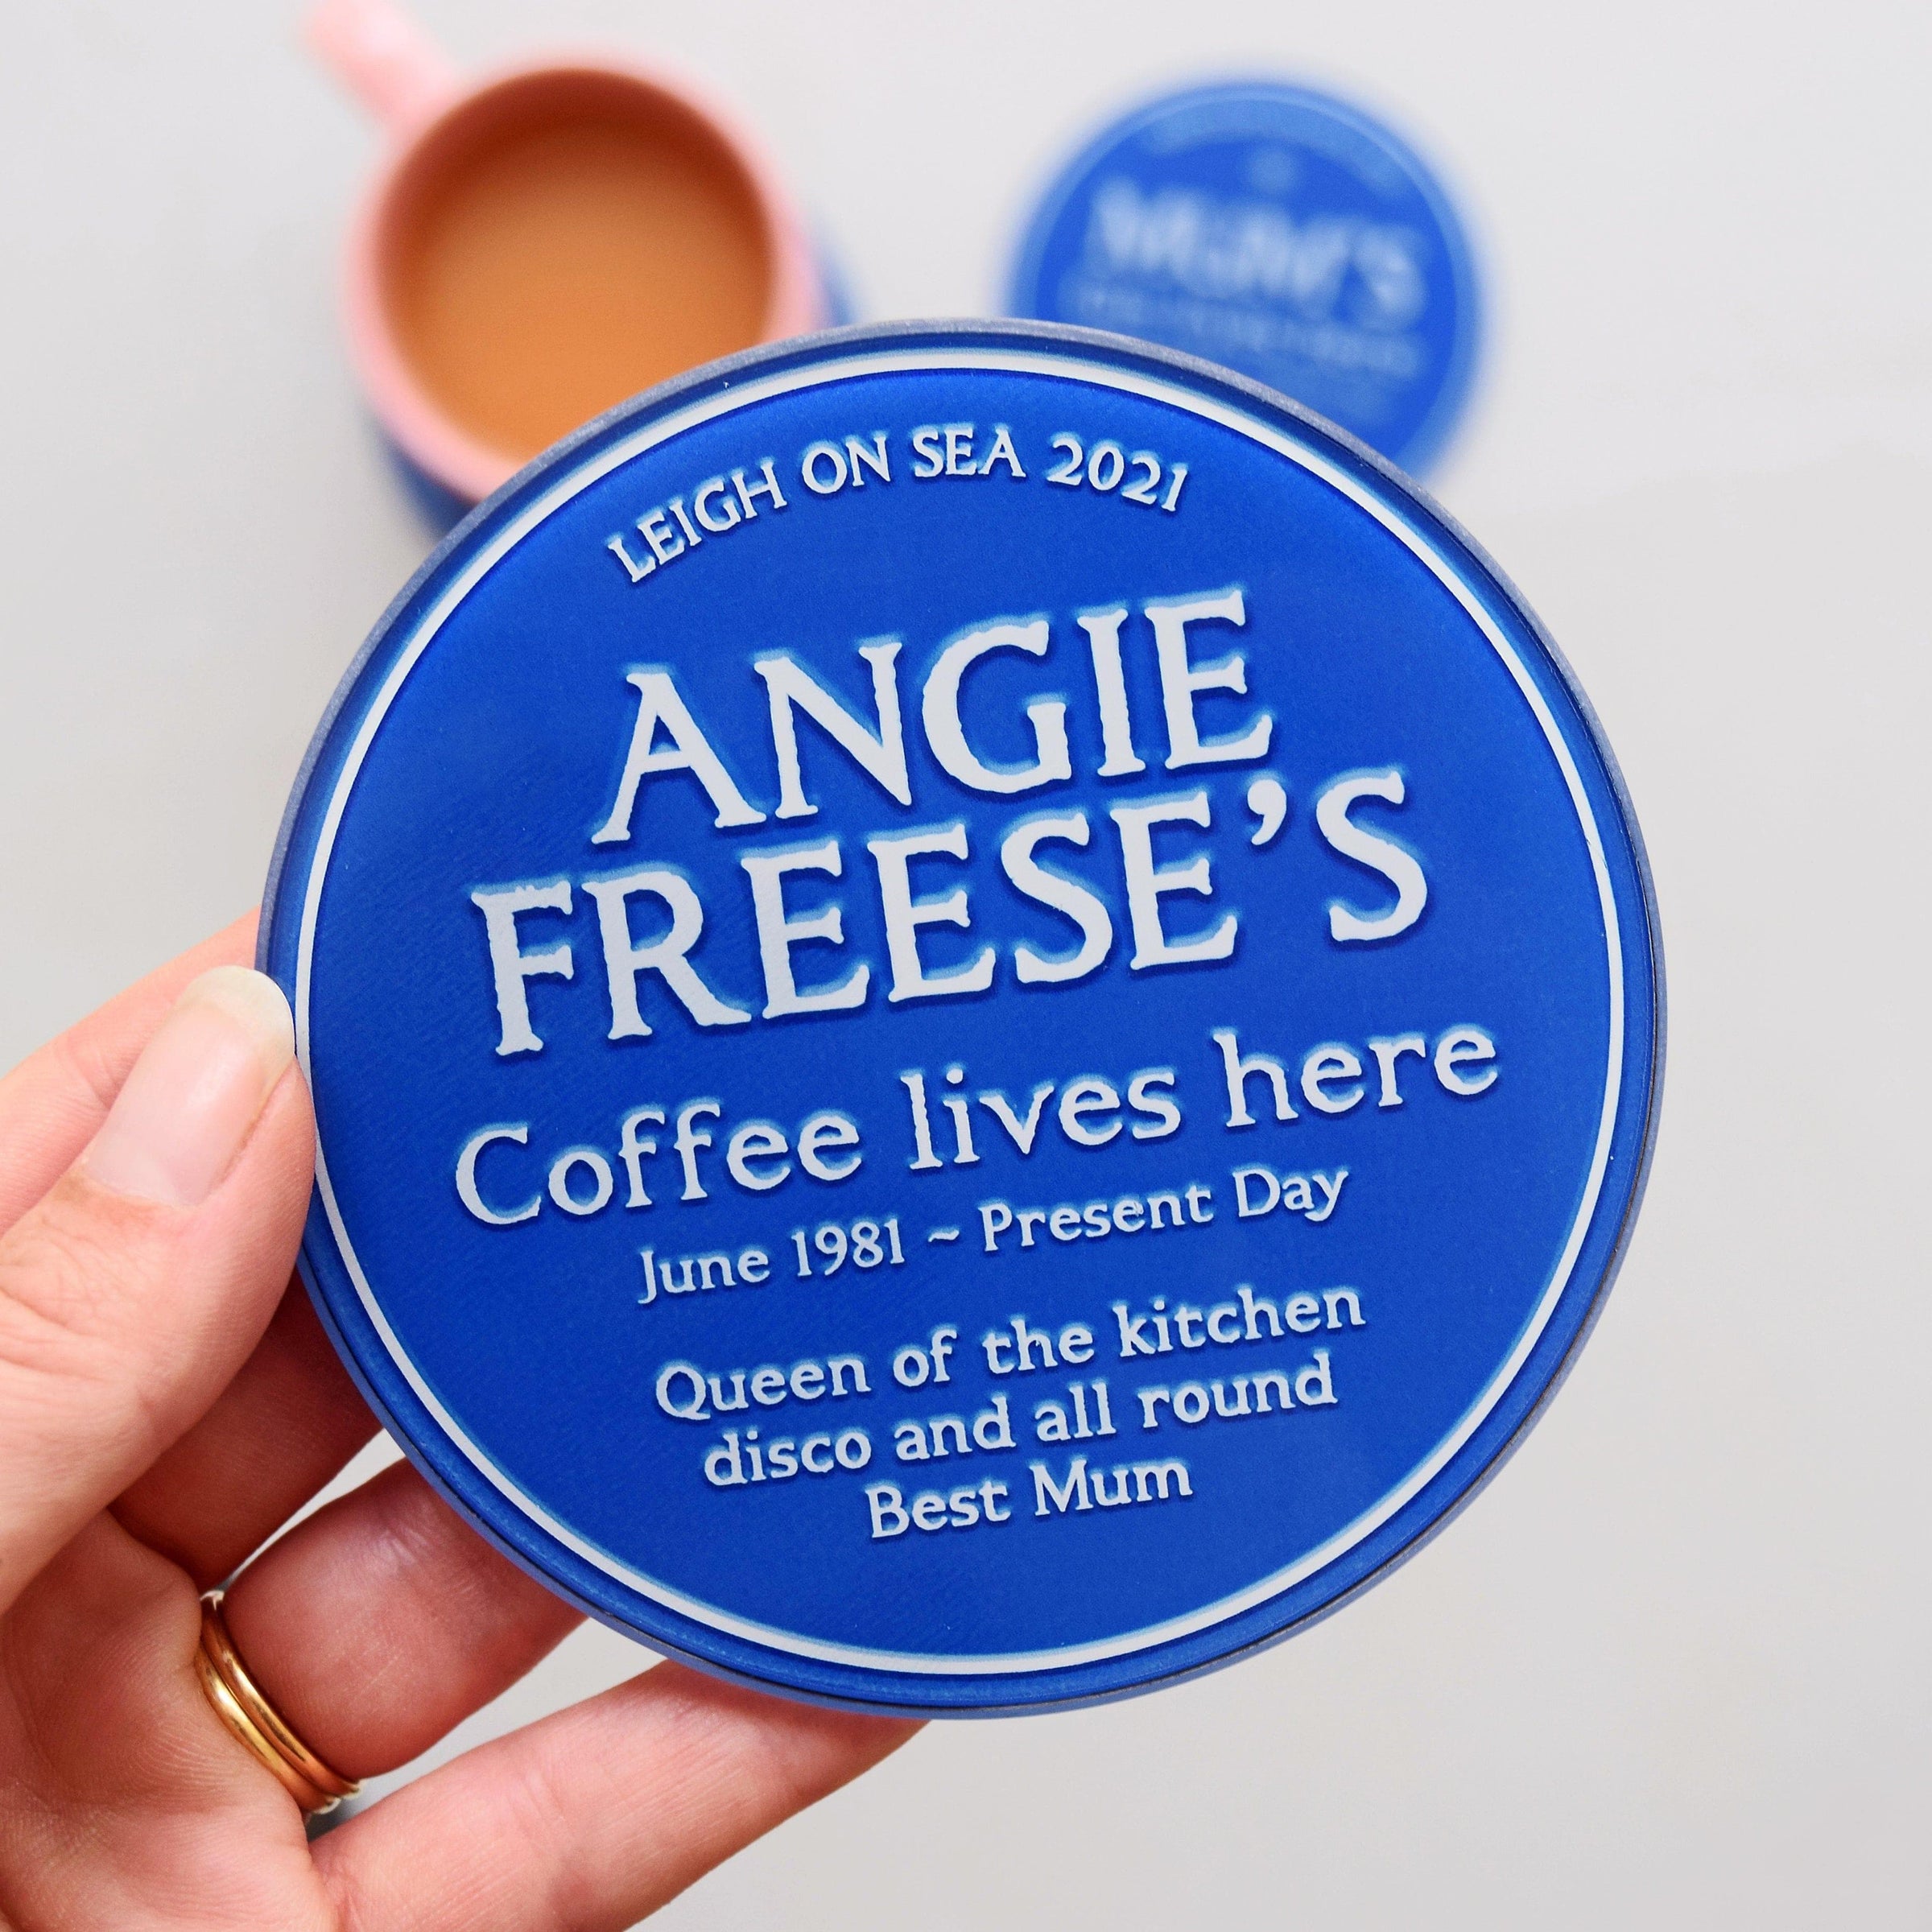 MUM'S
LEIGH ON SEA 2021
ANGIE
FREESE'S
Coffee lives here
June 1981 ~ Present Day
Queen of the kitchen
disco and all round
Best Mum